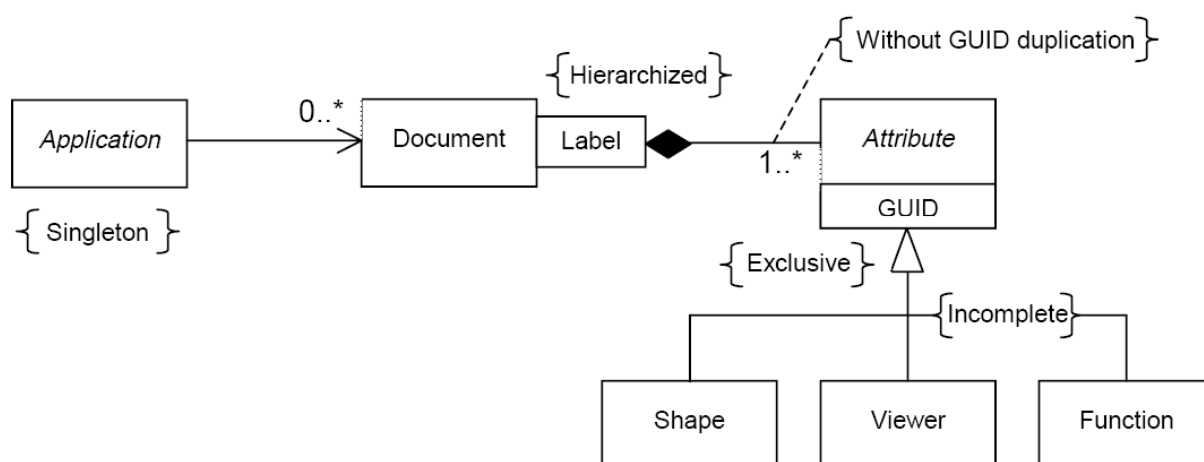 {Without GUID duplication}
{Hierarchized}
0..*
Application
Document
Label
1..*
Attribute
GUID
{Singleton}
{Exclusive}
{Incomplete}
Shape
Viewer
Function